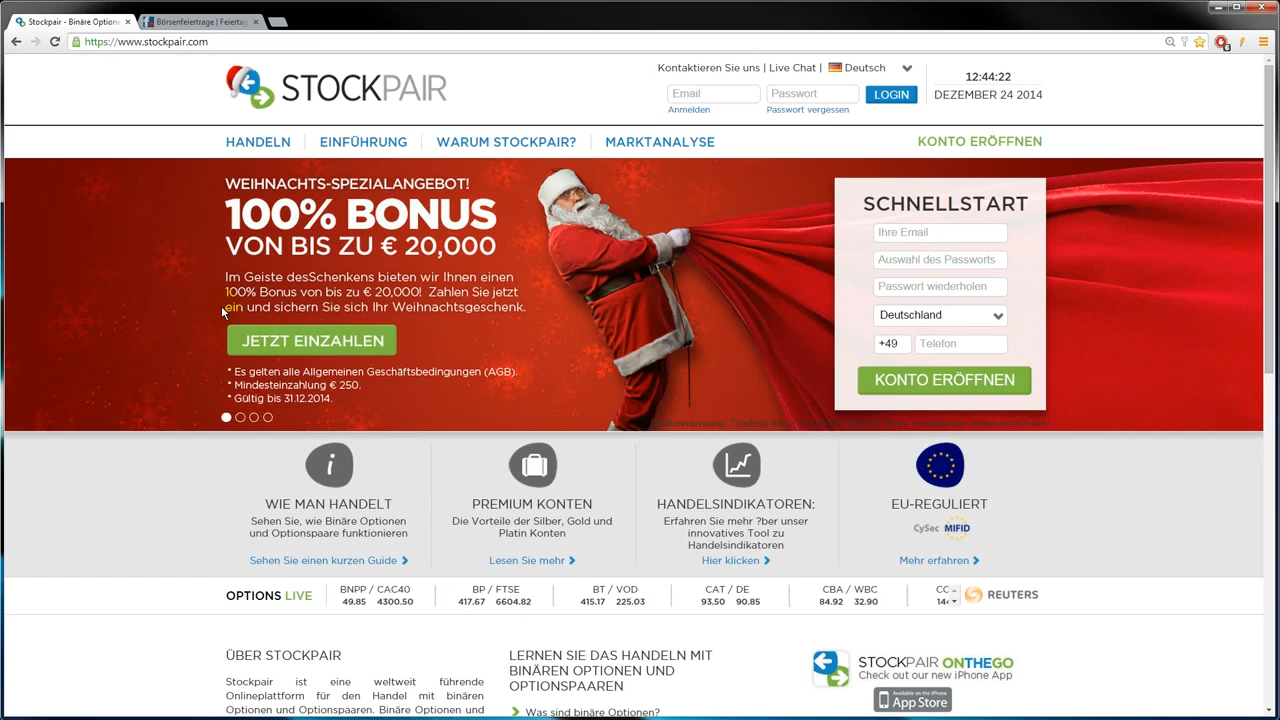 Stockpair - Binäre Optione
Börsenfeiertage | Feiertag
https://www.stockpair.com
STOCKPAIR
Kontaktieren Sie uns | Live Chat | Deutsch
12:44:22
DEZEMBER 24 2014
Email
Passwort
LOGIN
Anmelden
Passwort vergessen
HANDELN
EINFÜHRUNG
WARUM STOCKPAIR?
MARKTANALYSE
KONTO ERÖFFNEN
WEIHNACHTS-SPEZIALANGEBOT!
100% BONUS
VON BIS ZU € 20,000
Im Geiste desSchenkens bieten wir Ihnen einen
100% Bonus von bis zu € 20,000! Zahlen Sie jetzt
ein und sichern Sie sich Ihr Weihnachtsgeschenk.
JETZT EINZAHLEN
* Es gelten alle Allgemeinen Geschäftsbedingungen (AGB).
* Mindesteinzahlung € 250.
* Gültig bis 31.12.2014.
SCHNELLSTART
Ihre Email
Auswahl des Passworts
Passwort wiederholen
Deutschland
+49
Telefon
KONTO ERÖFFNEN
WIE MAN HANDELT
Sehen Sie, wie Binäre Optionen
und Optionspaare funktionieren
Sehen Sie einen kurzen Guide
PREMIUM KONTEN
Die Vorteile der Silber, Gold und
Platin Konten
Lesen Sie mehr
HANDELSINDIKATOREN:
Erfahren Sie mehr ?ber unser
innovatives Tool zu
Handelsindikatoren
Hier klicken
EU-REGULIERT
CySec MIFID
Mehr erfahren
OPTIONS LIVE
BNPP / CAC40
49.85 4300.50
BP / FTSE
417.67 6604.82
BT / VOD
415.17 225.03
CAT / DE
93.50 90.85
CBA / WBC
84.92 32.90
REUTERS
ÜBER STOCKPAIR
Stockpair ist eine weltweit führende
Onlineplattform für den Handel mit binären
Optionen und Optionspaaren. Binäre Optionen und
LERNEN SIE DAS HANDELN MIT
BINÄREN OPTIONEN UND
OPTIONSPAAREN
Was sind binäre Optionen?
STOCKPAIR ONTHEGO
Check out our new iPhone App
Available on the iPhone
App Store